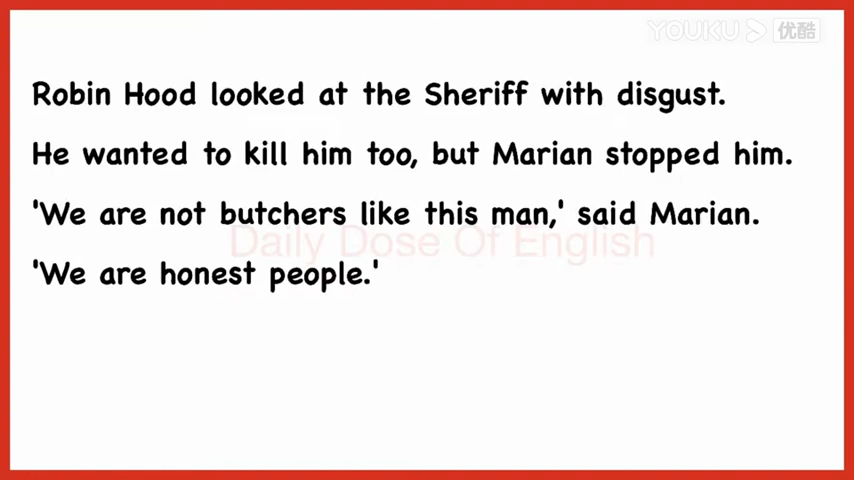 YOUKU 优酷
Robin Hood looked at the Sheriff with disgust.
He wanted to kill him too, but Marian stopped him.
'We are not butchers like this man,' said Marian.
Daily Dose Of English
'We are honest people.'